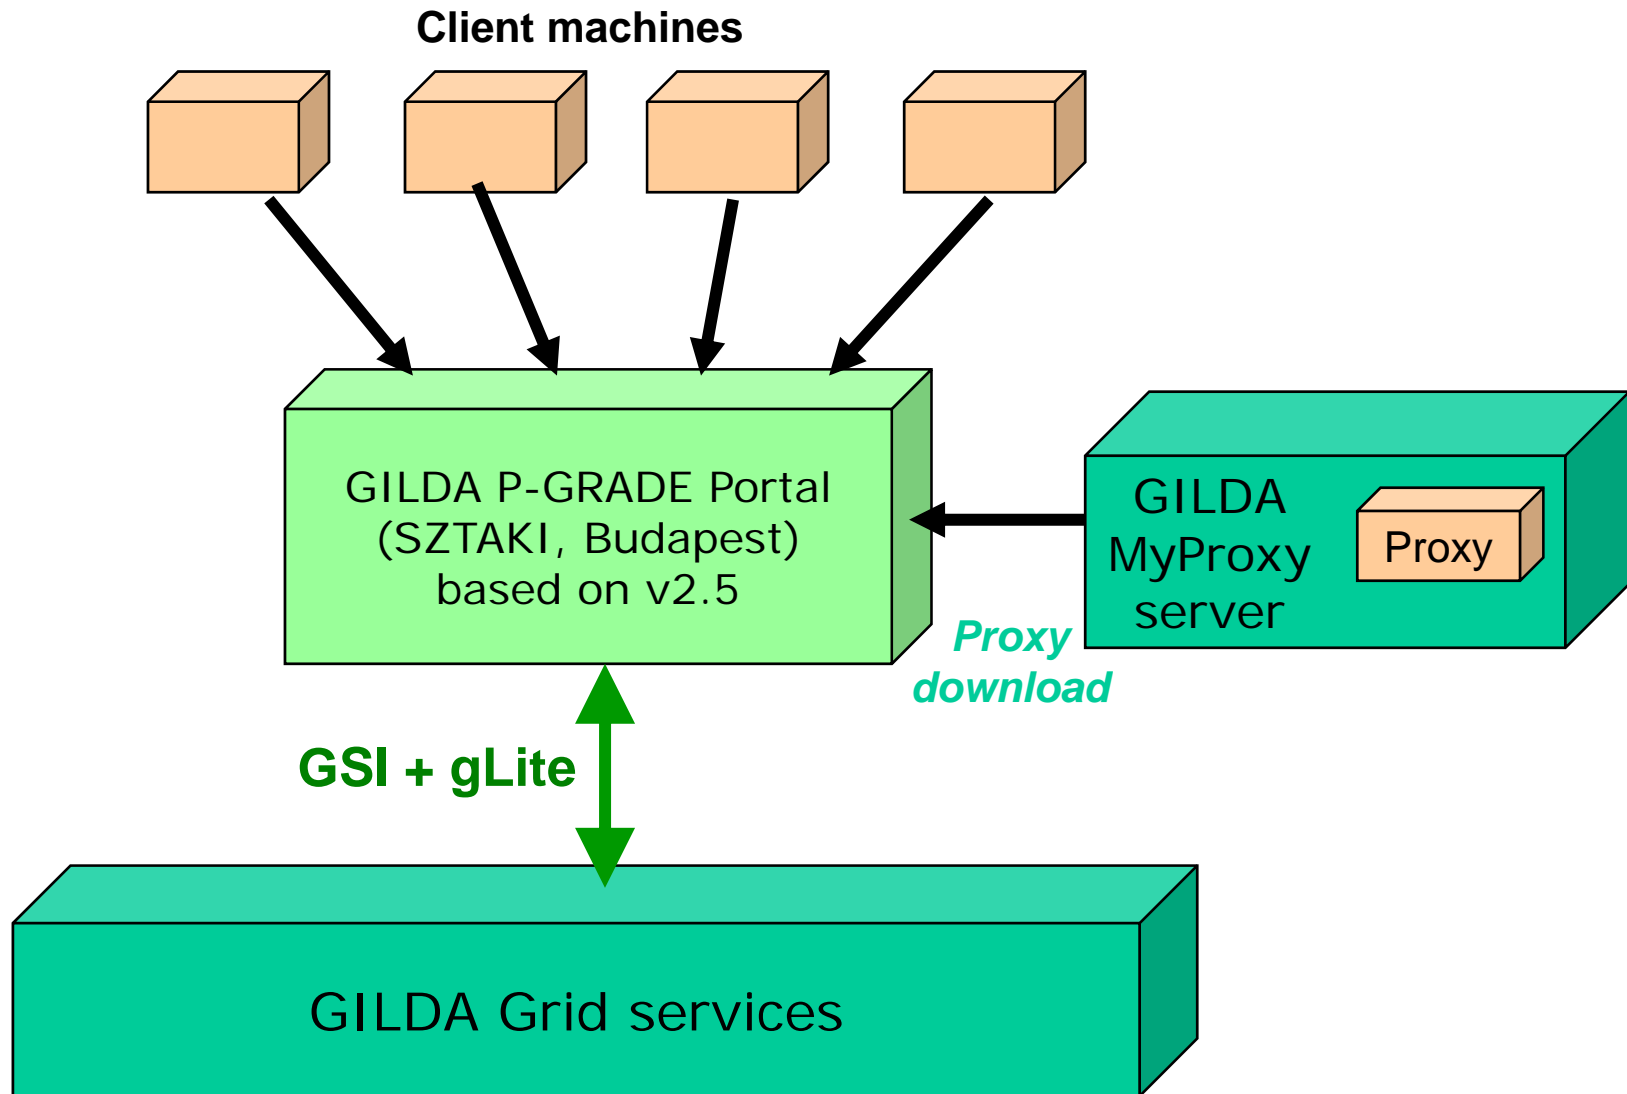 Client machines
GILDA P-GRADE Portal
(SZTAKI, Budapest)
based on v2.5
GILDA
MyProxy
server
Proxy
Proxy
download
GSI + gLite
GILDA Grid services